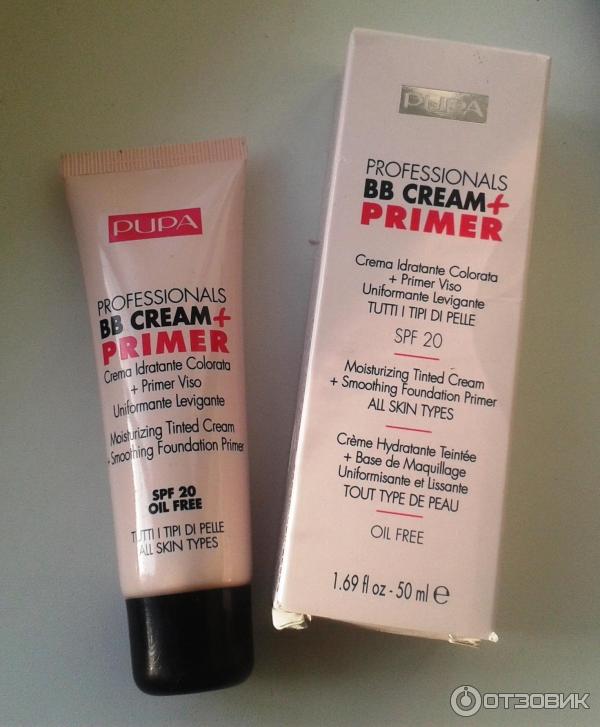 PUPA
PROFESSIONALS
BB CREAM+
PRIMER
Crema Idratante Colorata
+ Primer Viso
Uniformante Levigante
Moisturizing Tinted Cream
+ Smoothing Foundation Primer
SPF 20
OIL FREE
TUTTI I TIPI DI PELLE
ALL SKIN TYPES
PUPA
PROFESSIONALS
BB CREAM+
PRIMER
Crema Idratante Colorata
+ Primer Viso
Uniformante Levigante
TUTTI I TIPI DI PELLE
SPF 20
Moisturizing Tinted Cream
+ Smoothing Foundation Primer
ALL SKIN TYPES
Crème Hydratante Teintée
+ Base de Maquillage
Uniformisante et Lissante
TOUT TYPE DE PEAU
OIL FREE
1.69 fl oz - 50 ml e
ОТЗОВИК